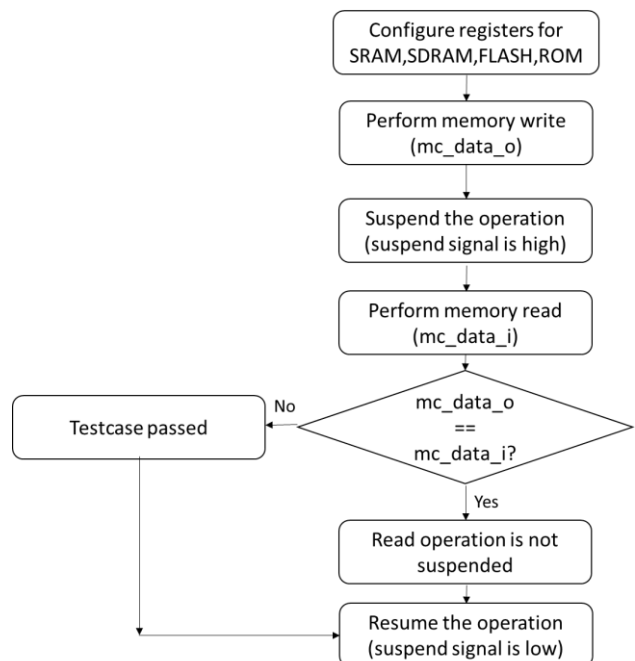 Configure registers for
SRAM,SDRAM,FLASH,ROM
Perform memory write
(mc_data_o)
Suspend the operation
(suspend signal is high)
Perform memory read
(mc_data_i)
mc_data_o
==
mc_data_i?
No
Testcase passed
Yes
Read operation is not
suspended
Resume the operation
(suspend signal is low)